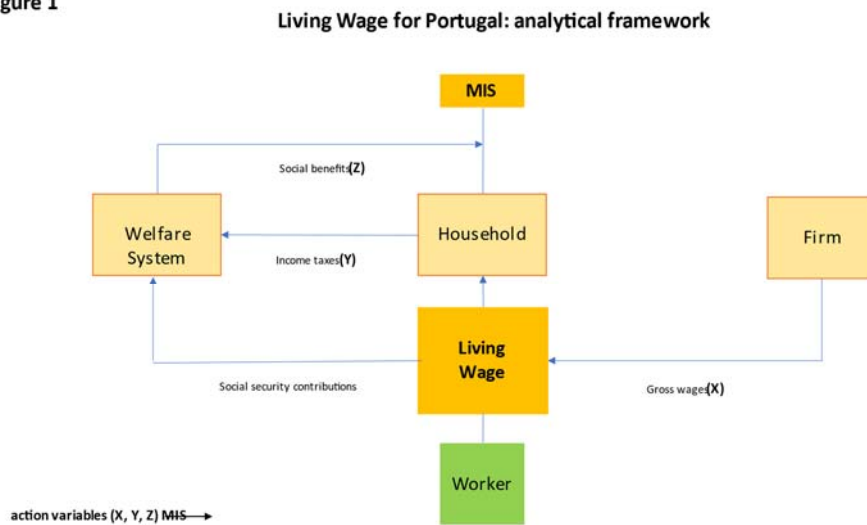 gure 1
Living Wage for Portugal: analytical framework
MIS
Social benefits(Z)
Welfare
System
Household
Firm
Income taxes(Y)
Living
Wage
Social security contributions
Gross wages(X)
Worker
action variables (X, Y, Z) MIS